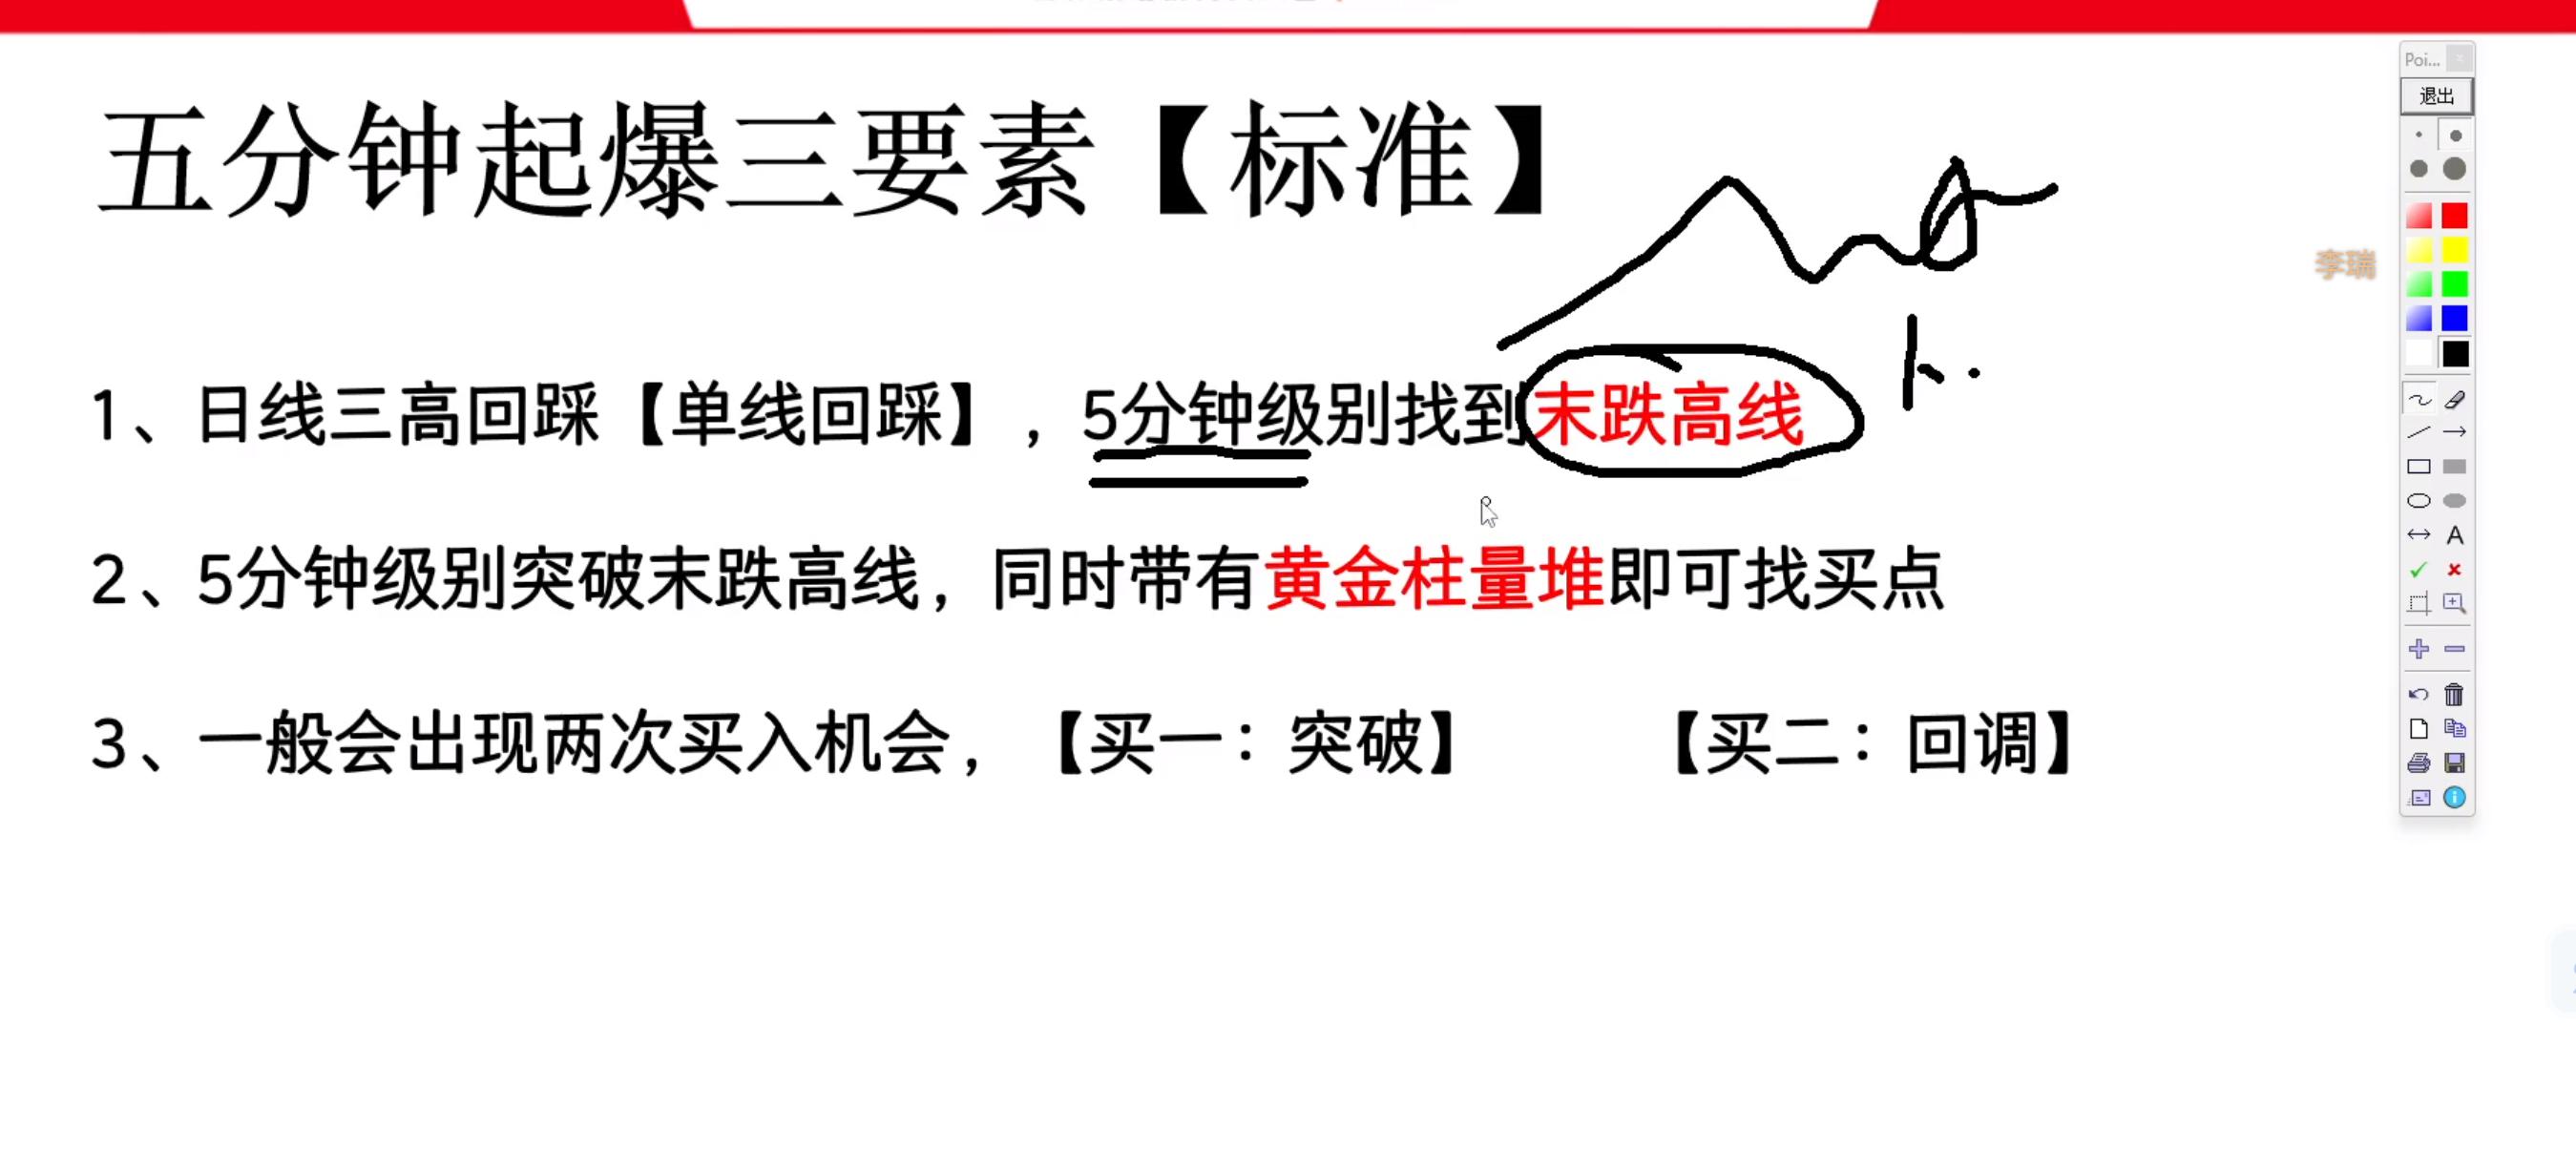 五分钟起爆三要素【标准】
Poi...
退出
李瑞
1、日线三高回踩【单线回踩】，5分钟级别找到末跌高线
2、5分钟级别突破末跌高线，同时带有黄金柱量堆即可找买点
3、一般会出现两次买入机会，【买一：突破】 【买二：回调】